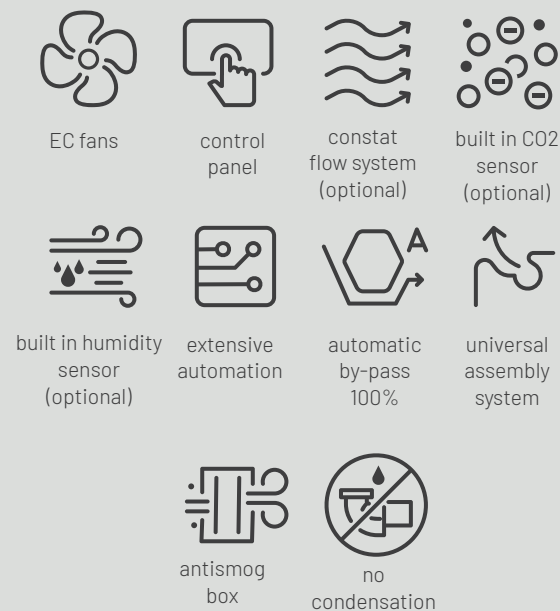 EC fans
control
panel
constat
flow system
(optional)
built in CO2
sensor
(optional)
A
built in humidity
sensor
(optional)
extensive
automation
automatic
by-pass
100%
universal
assembly
system
antismog
box
no
condensation